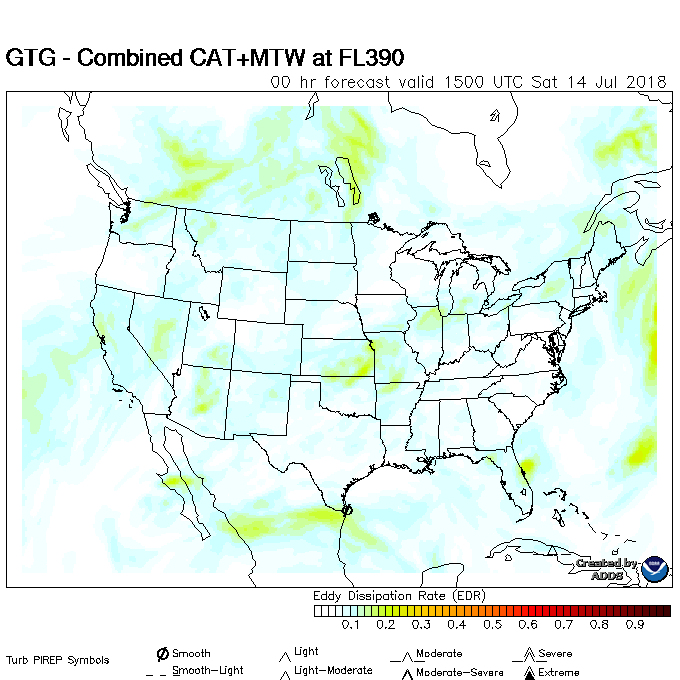 GTG - Combined CAT+MTW at FL390
00 hr forecast valid 1500 UTC Sat 14 Jul 2018
Created by
ADDS
Eddy Dissipation Rate (EDR)
0.1 0.2 0.3 0.4 0.5 0.6 0.7 0.8 0.9
Turb PIREP Symbols
Smooth Light Moderate Severe
Smooth-Light Light-Moderate Moderate-Severe Extreme